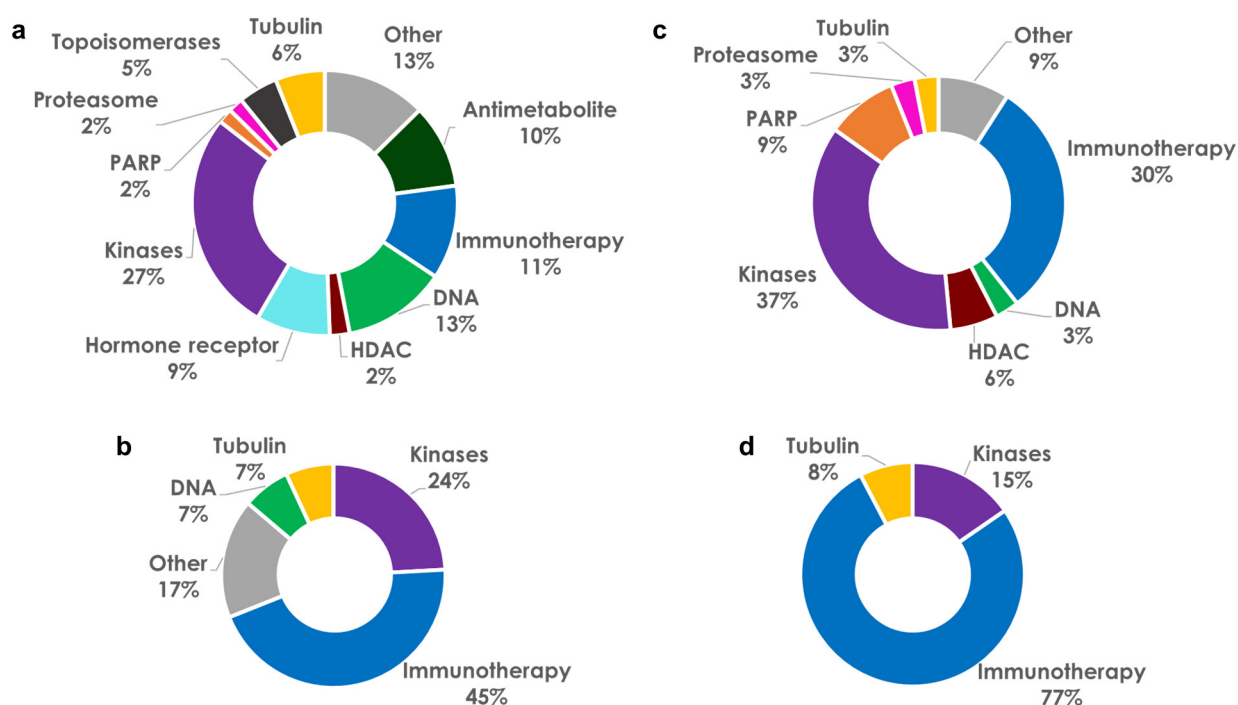 a
Tubulin
6%
Other
13%
Topoisomerases
5%
Antimetabolite
10%
Proteasome
2%
PARP
2%
Immunotherapy
11%
Kinases
27%
DNA
13%
Hormone receptor
9%
HDAC
2%
c
Tubulin
3%
Other
9%
Proteasome
3%
PARP
9%
Immunotherapy
30%
Kinases
37%
DNA
3%
HDAC
6%
b
Tubulin
7%
Kinases
24%
DNA
7%
Other
17%
Immunotherapy
45%
d
Tubulin
8%
Kinases
15%
Immunotherapy
77%